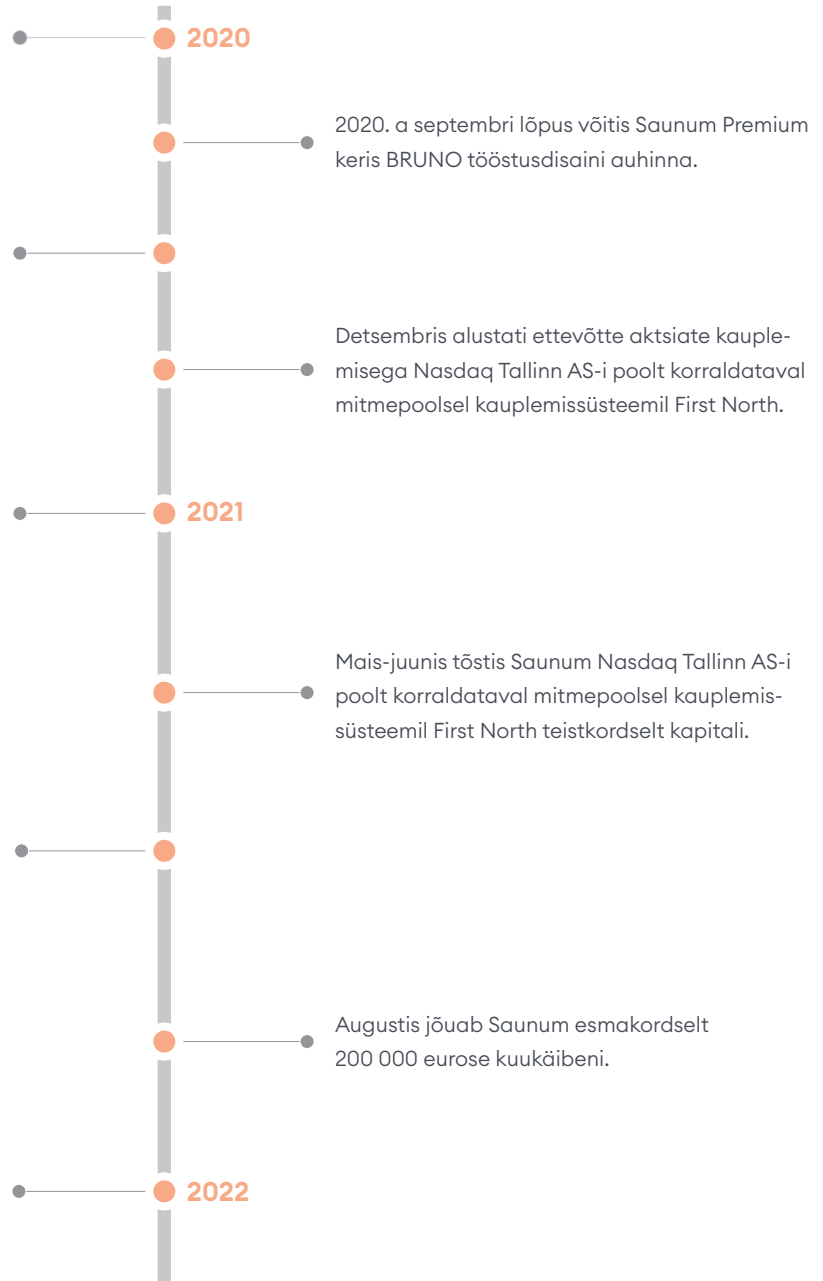 2020
2020. a septembri lõpus võitis Saunum Premium
keris BRUNO tööstusdisaini auhinna.
Detsembris alustati ettevõtte aktsiate kauple-
misega Nasdaq Tallinn AS-i poolt korraldataval
mitmepoolsel kauplemissüsteemil First North.
2021
Mais-juunis tõstis Saunum Nasdaq Tallinn AS-i
poolt korraldataval mitmepoolsel kauplemis-
süsteemil First North teistkordselt kapitali.
Augustis jõuab Saunum esmakordselt
200 000 eurose kuukäibeni.
2022